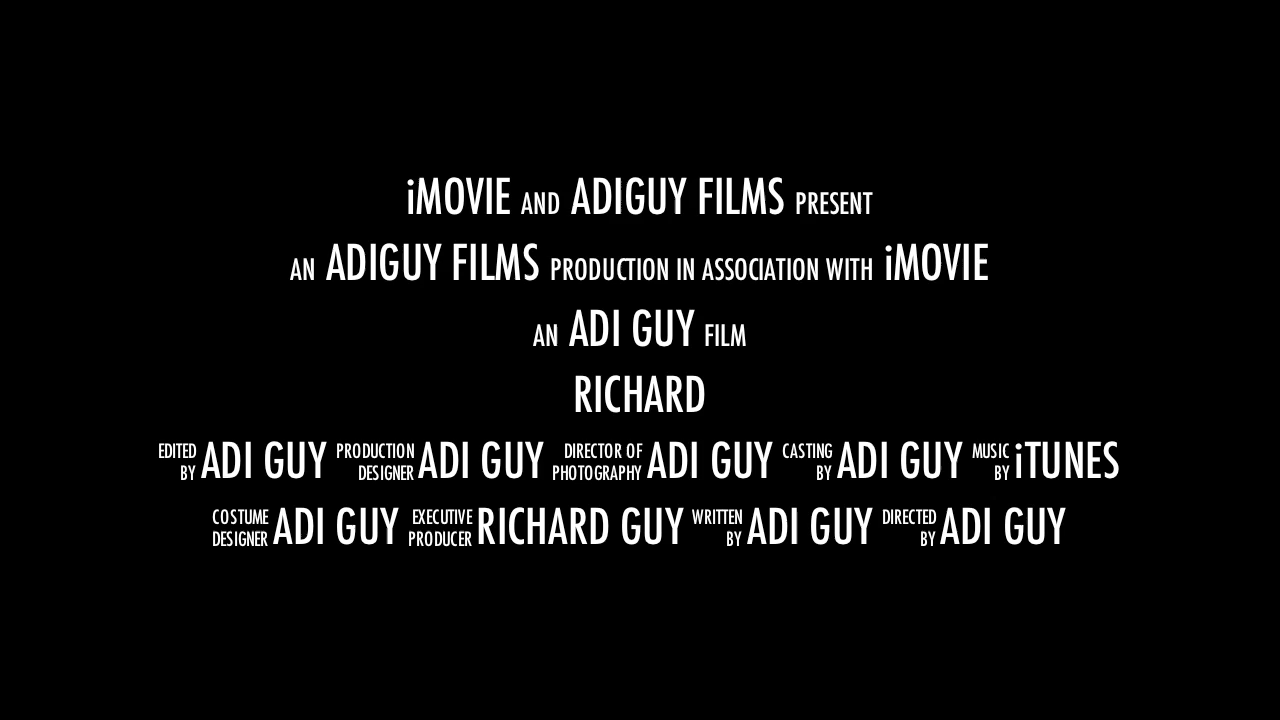 iMOVIE AND ADIGUY FILMS PRESENT
AN ADIGUY FILMS PRODUCTION IN ASSOCIATION WITH iMOVIE
AN ADI GUY FILM
RICHARD
EDITED BY ADI GUY PRODUCTION DESIGNER ADI GUY DIRECTOR OF PHOTOGRAPHY ADI GUY CASTING BY ADI GUY MUSIC BY iTUNES
COSTUME DESIGNER ADI GUY EXECUTIVE PRODUCER RICHARD GUY WRITTEN BY ADI GUY DIRECTED BY ADI GUY